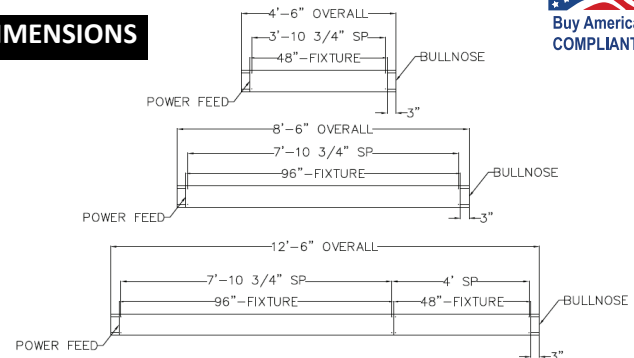 IMENSIONS
Buy America
COMPLIANT
4'-6" OVERALL
3'-10 3/4" SP
48"-FIXTURE
BULLNOSE
POWER FEED
3"
8'-6" OVERALL
7'-10 3/4" SP
96"-FIXTURE
BULLNOSE
POWER FEED
3"
12'-6" OVERALL
7'-10 3/4" SP 4' SP
96"-FIXTURE 48"-FIXTURE
BULLNOSE
POWER FEED
3"